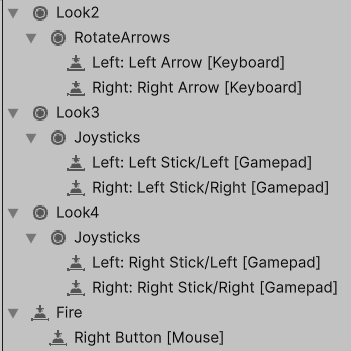 Look2
RotateArrows
Left: Left Arrow [Keyboard]
Right: Right Arrow [Keyboard]
Look3
Joysticks
Left: Left Stick/Left [Gamepad]
Right: Left Stick/Right [Gamepad]
Look4
Joysticks
Left: Right Stick/Left [Gamepad]
Right: Right Stick/Right [Gamepad]
Fire
Right Button [Mouse]